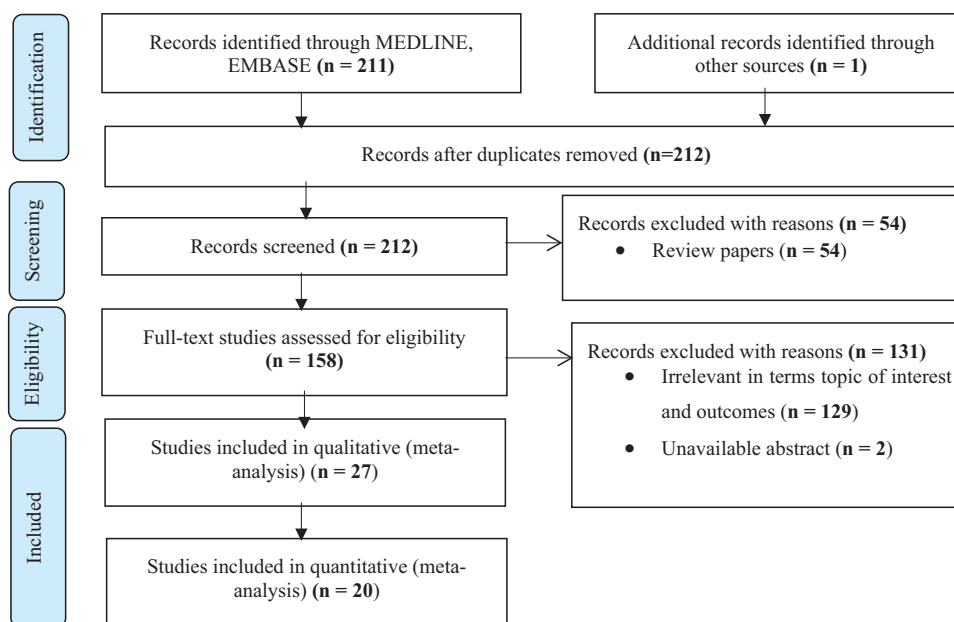 Identification
Records identified through MEDLINE,
EMBASE (n = 211)
Additional records identified through
other sources (n = 1)
Records after duplicates removed (n=212)
Screening
Records screened (n = 212)
Records excluded with reasons (n = 54)
• Review papers (n = 54)
Eligibility
Full-text studies assessed for eligibility
(n = 158)
Records excluded with reasons (n = 131)
• Irrelevant in terms topic of interest
and outcomes (n = 129)
• Unavailable abstract (n = 2)
Included
Studies included in qualitative (meta-
analysis) (n = 27)
Studies included in quantitative (meta-
analysis) (n = 20)